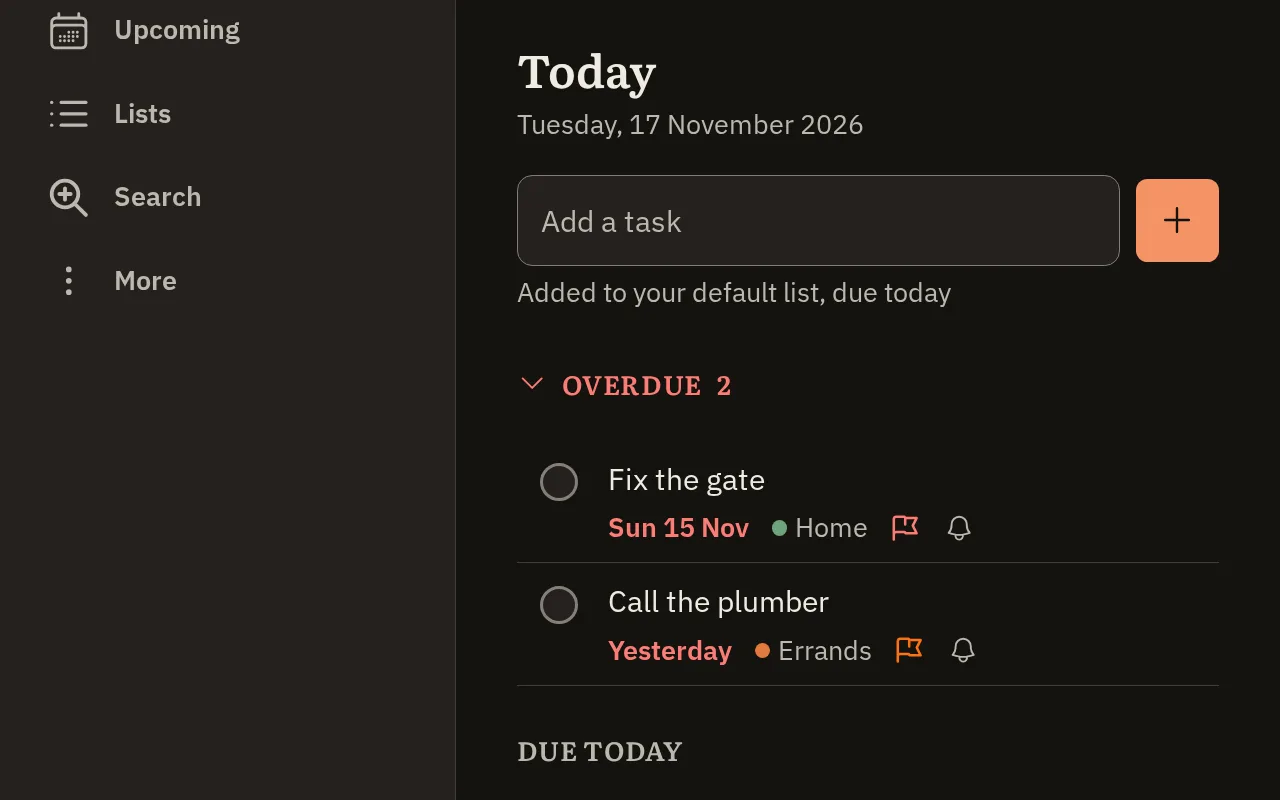 Upcoming
Lists
Search
More
Today
Tuesday, 17 November 2026
Add a task
Added to your default list, due today
OVERDUE 2
Fix the gate
Sun 15 Nov Home
Call the plumber
Yesterday Errands
DUE TODAY